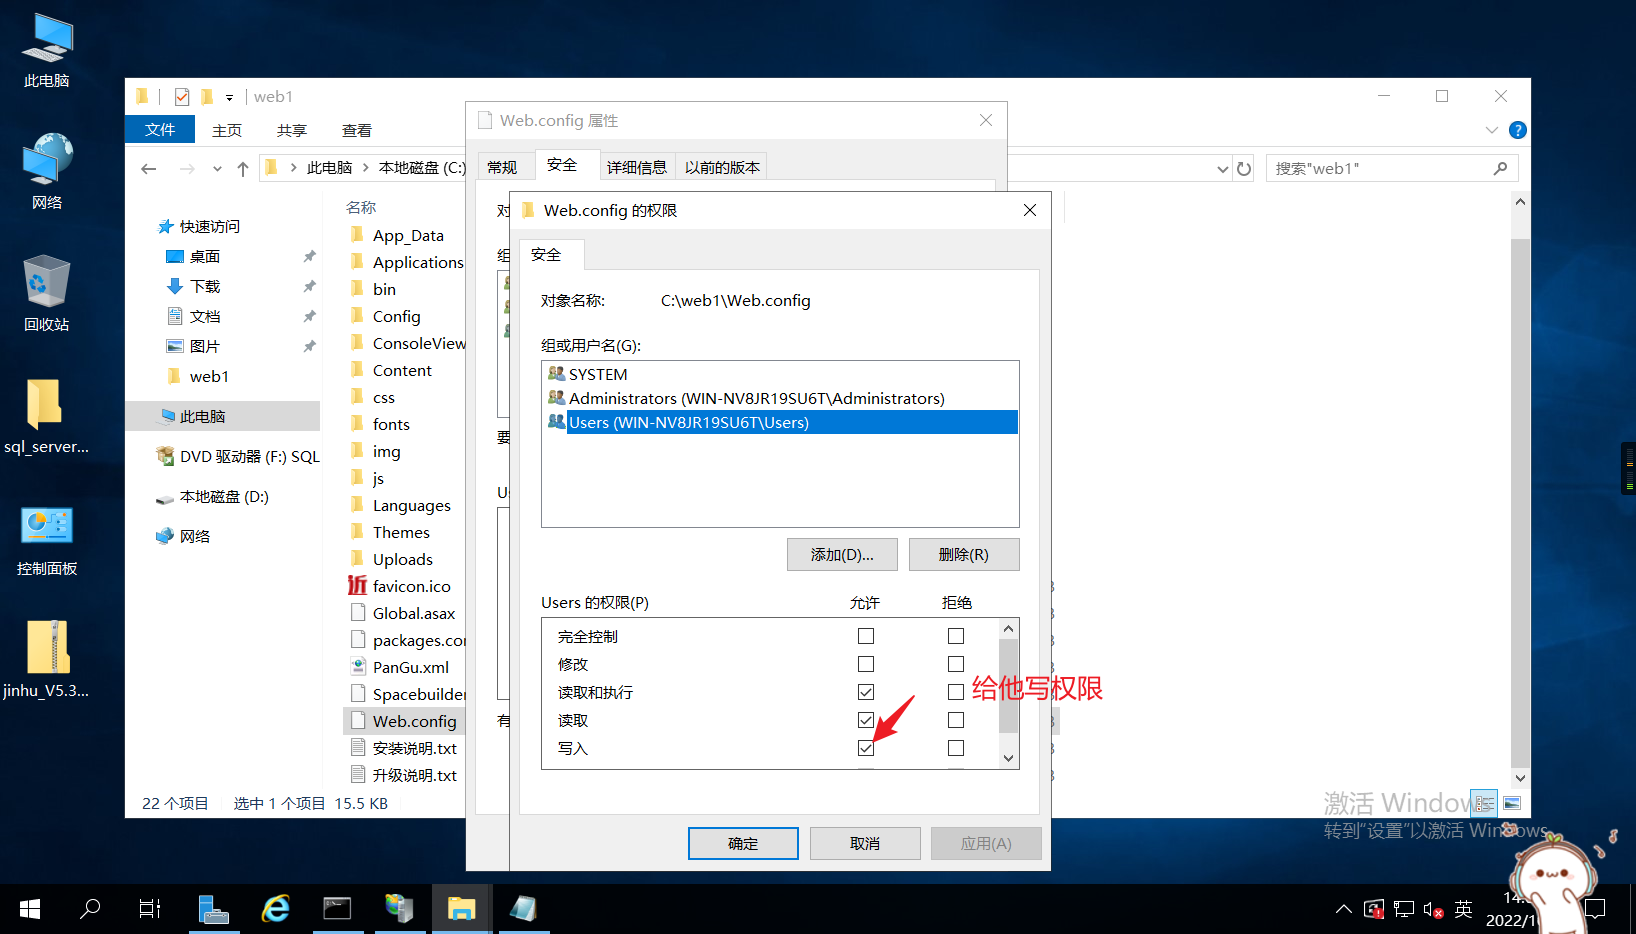 此电脑
网络
回收站
sql_server...
控制面板
jinhu_V5.3...
web1
文件
主页
共享
查看
此电脑
本地磁盘 (C:)
搜索"web1"
快速访问
桌面
下载
文档
图片
web1
此电脑
DVD 驱动器 (F:) SQL
本地磁盘 (D:)
网络
名称
App_Data
Applications
bin
Config
ConsoleView
Content
css
fonts
img
js
Languages
Themes
Uploads
favicon.ico
Global.asax
packages.con
PanGu.xml
Spacebuilder
Web.config
安装说明.txt
升级说明.txt
22 个项目
选中 1 个项目 15.5 KB
Web.config 属性
常规
安全
详细信息
以前的版本
对
组
要
有
Web.config 的权限
安全
对象名称:
C:\web1\Web.config
组或用户名(G):
SYSTEM
Administrators (WIN-NV8JR19SU6T\Administrators)
Users (WIN-NV8JR19SU6T\Users)
添加(D)...
删除(R)
Users 的权限(P)
允许
拒绝
完全控制
修改
读取和执行
读取
写入
给他写权限
确定
取消
应用(A)
激活 Windows
转到"设置"以激活 Windows
英
14:
2022/1